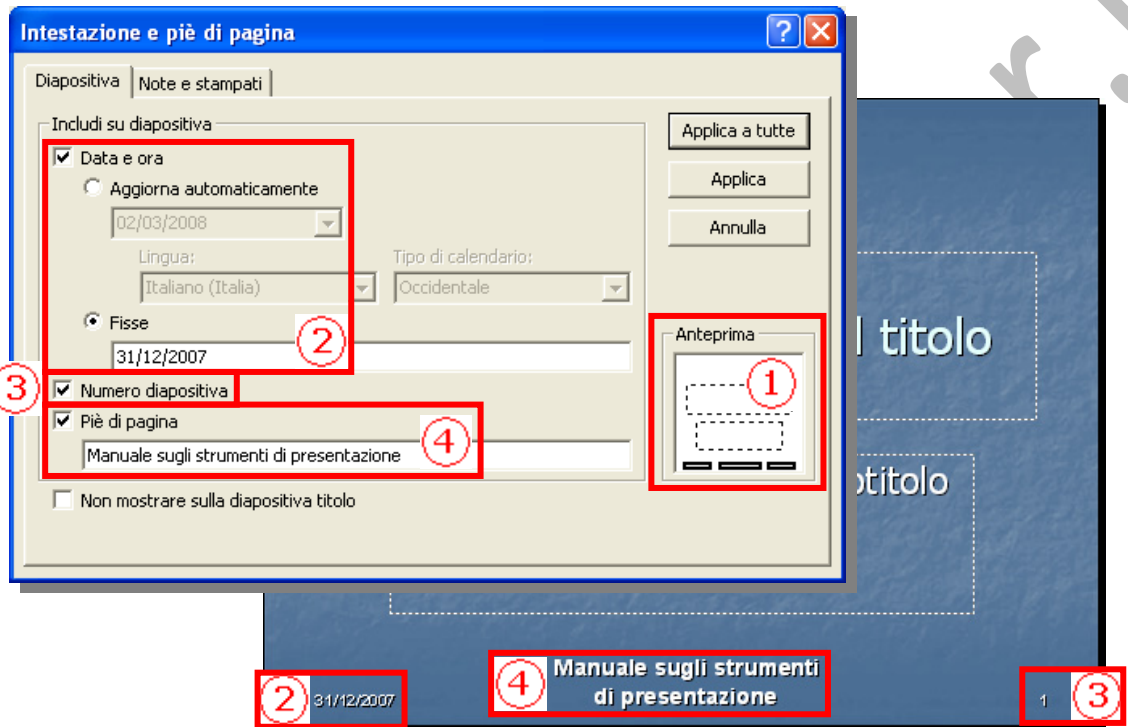 Intestazione e piè di pagina
Diapositiva
Note e stampati
Includi su diapositiva
Data e ora
Aggiorna automaticamente
02/03/2008
Lingua:
Tipo di calendario:
Italiano (Italia)
Occidentale
Fisse
31/12/2007
2
3
Numero diapositiva
Piè di pagina
Manuale sugli strumenti di presentazione
4
Non mostrare sulla diapositiva titolo
Applica a tutte
Applica
Annulla
Anteprima
1
titolo
2
31/12/2007
4
Manuale sugli strumenti
di presentazione
1
3